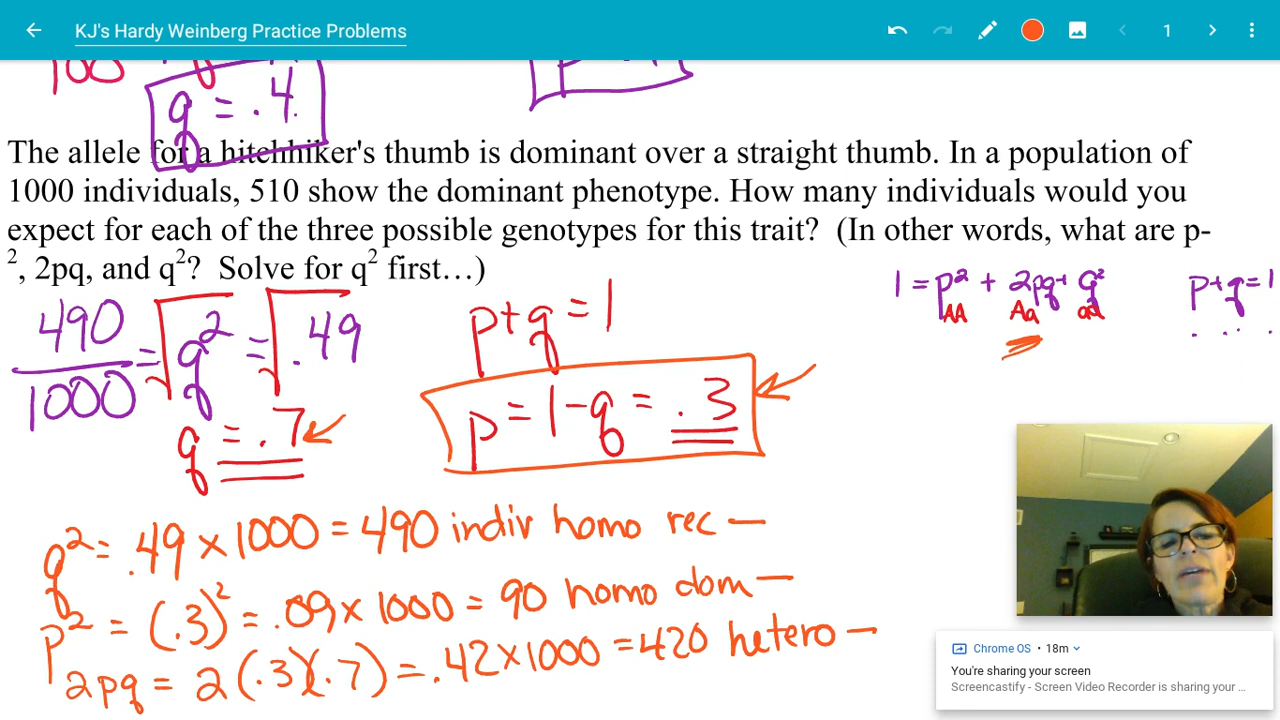 KJ's Hardy Weinberg Practice Problems
1
100
q = .4
The allele for a hitchhiker's thumb is dominant over a straight thumb. In a population of
1000 individuals, 510 show the dominant phenotype. How many individuals would you
expect for each of the three possible genotypes for this trait? (In other words, what are p-
², 2pq, and q²? Solve for q² first…)
1 = p² + 2pq + q²
AA Aa aa
p+q=1
490/1000 = √q² = √.49
q = .7
p+q = 1
p = 1-q = .3
q² = .49 x 1000 = 490 indiv homo rec –
p² = (.3)² = .09 x 1000 = 90 homo dom –
2pq = 2(.3)(.7) = .42 x 1000 = 420 hetero –
Chrome OS • 18m
You're sharing your screen
Screencastify - Screen Video Recorder is sharing your ...